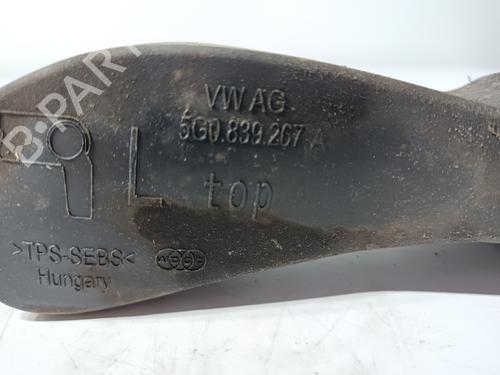 B-PARTS
VW AG
5G0.839.267 A
L top
>TPS-SEBS<
Hungary